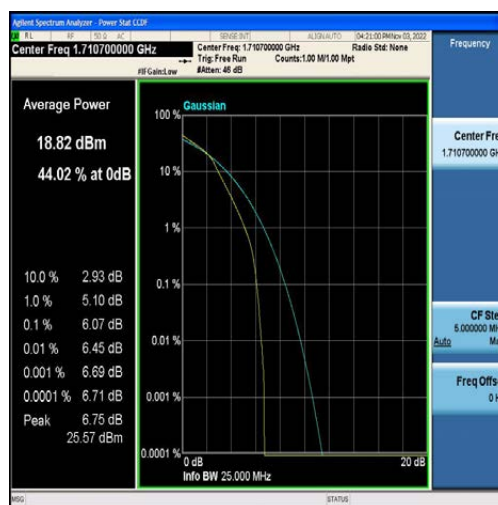 Agilent Spectrum Analyzer - Power Stat CCDF
RL RF 50 Ω AC SENSE:INT ALIGNAUTO 04:21:00 PM Nov 03, 2022
Center Freq 1.710700000 GHz
Center Freq: 1.710700000 GHz
Radio Std: None
Trig: Free Run
Counts:1.00 M/1.00 Mpt
#IFGain:Low
#Atten: 46 dB
Frequency
Average Power
18.82 dBm
44.02 % at 0dB
10.0 % 2.93 dB
1.0 % 5.10 dB
0.1 % 6.07 dB
0.01 % 6.45 dB
0.001 % 6.69 dB
0.0001 % 6.71 dB
Peak 6.75 dB
25.57 dBm
Gaussian
100 %
10 %
1 %
0.1 %
0.01 %
0.001 %
0.0001 %
0 dB
20 dB
Info BW 25.000 MHz
Center Fre
1.710700000 GH
CF Ste
5.000000 MH
Auto Ma
Freq Offs
0 H
MSG
STATUS